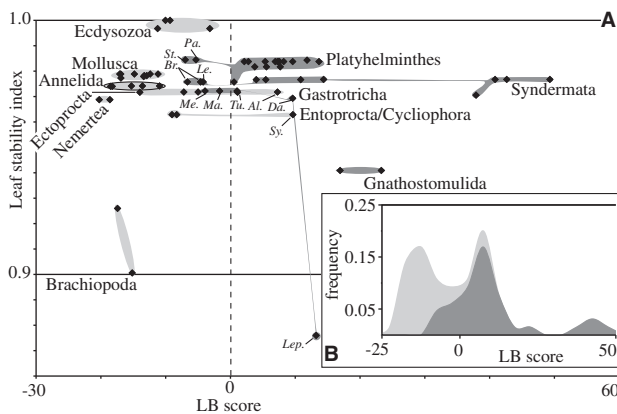 1.0
A
Ecdysozoa
Pa.
St.
Platyhelminthes
Mollusca
Br.
Le.
Annelida
Syndermata
Ectoprocta
Me.
Ma.
Tu.
Al.
Da.
Gastrotricha
Nemertea
Entoprocta/Cycliophora
Sy.
Leaf stability index
Gnathostomulida
0.9
Brachiopoda
Lep.
B
0.25
0.15
0.05
frequency
-25
0
50
LB score
-30
0
60
LB score